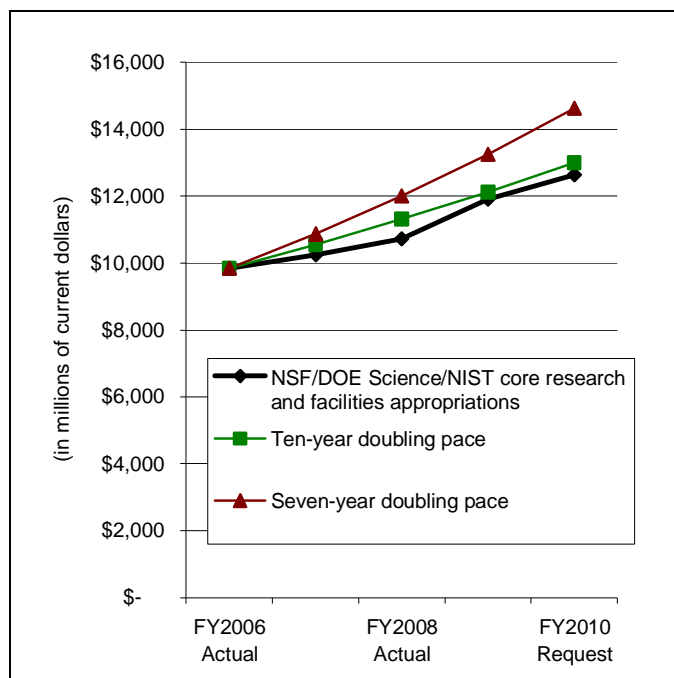 $16,000
$14,000
$12,000
$10,000
$8,000
$6,000
$4,000
$2,000
$-
(in millions of current dollars)
NSF/DOE Science/NIST core research
and facilities appropriations
Ten-year doubling pace
Seven-year doubling pace
FY2006
Actual
FY2008
Actual
FY2010
Request